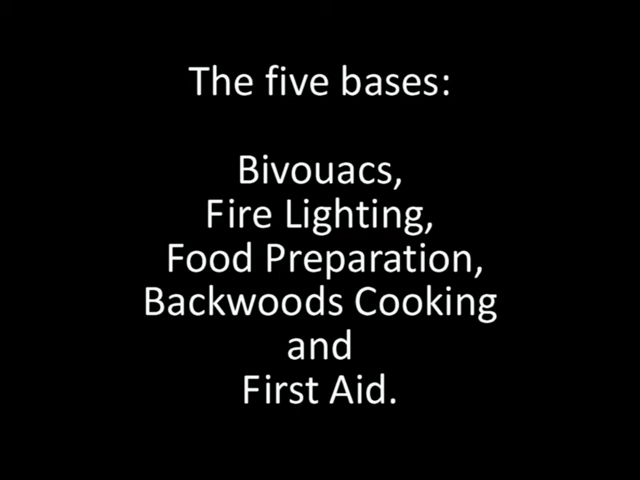 The five bases:
Bivouacs,
Fire Lighting,
Food Preparation,
Backwoods Cooking
and
First Aid.